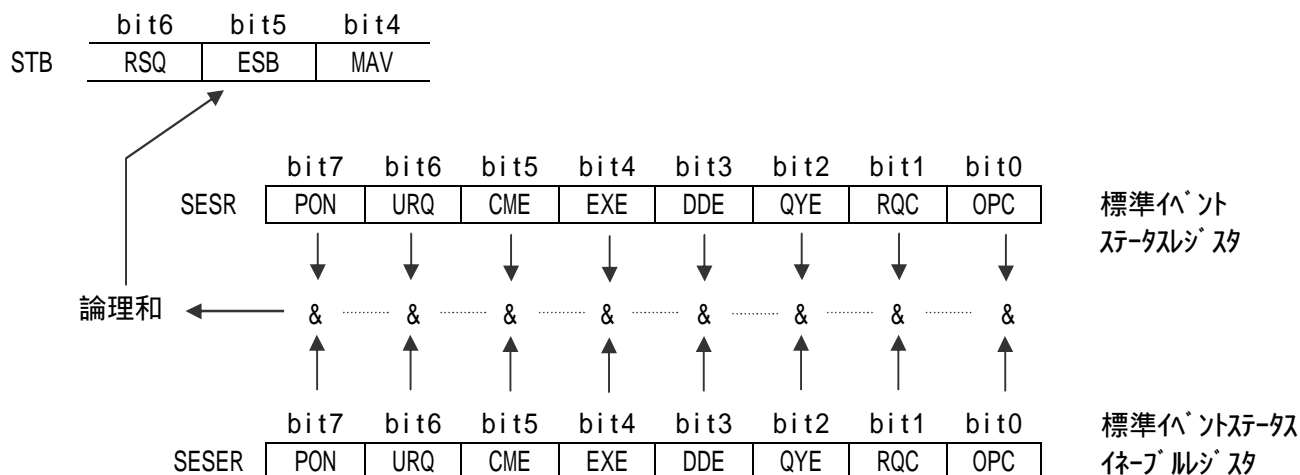 bit6 bit5 bit4
STB RSQ ESB MAV
bit7 bit6 bit5 bit4 bit3 bit2 bit1 bit0
SESR PON URQ CME EXE DDE QYE RQC OPC 標準ｲﾍﾞﾝﾄ
ｽﾃｰﾀｽﾚｼﾞｽﾀ
論理和 & & & & & & & &
bit7 bit6 bit5 bit4 bit3 bit2 bit1 bit0 標準ｲﾍﾞﾝﾄｽﾃｰﾀｽ
SESER PON URQ CME EXE DDE QYE RQC OPC ｲﾈｰﾌﾞﾙﾚｼﾞｽﾀ